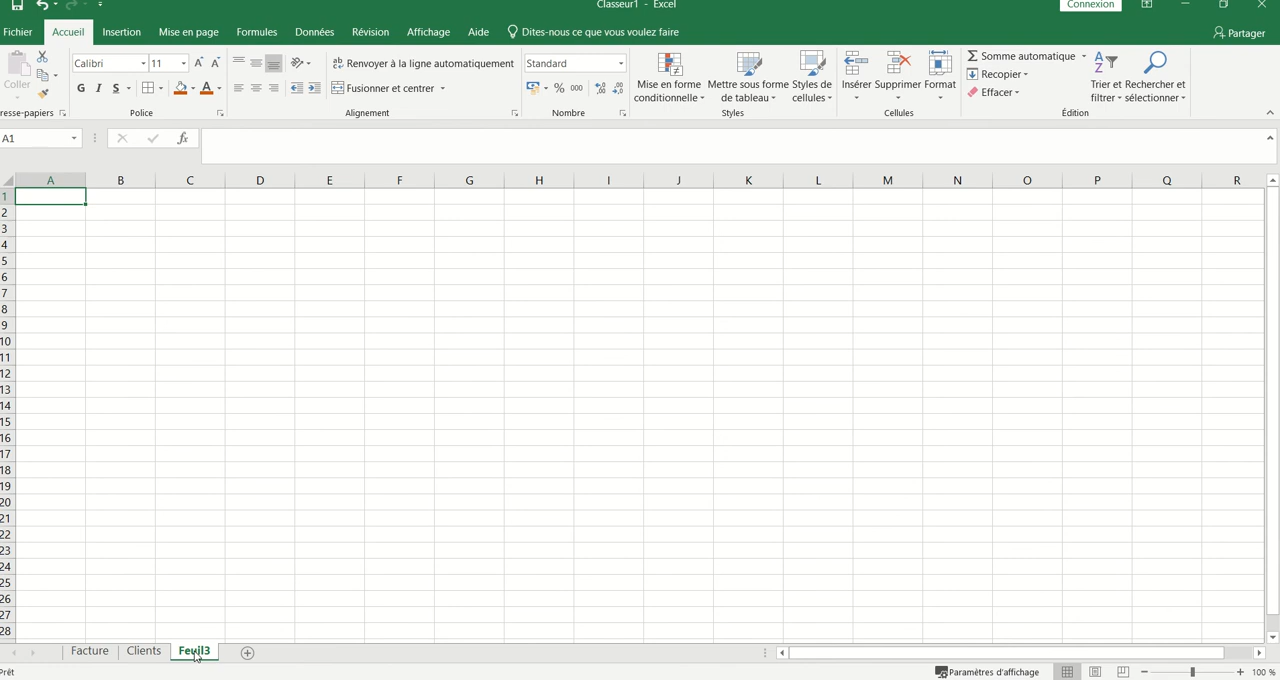 Classeur1 - Excel
Connexion
Fichier Accueil Insertion Mise en page Formules Données Révision Affichage Aide Dites-nous ce que vous voulez faire Partager
Calibri 11 Renvoyer à la ligne automatiquement Standard Somme automatique
Coller Mise en forme conditionnelle Mettre sous forme de tableau Styles de cellules Insérer Supprimer Format Recopier Trier et filtrer Rechercher et sélectionner
G I S Fusionner et centrer % 000 Effacer
resse-papiers Police Alignement Nombre Styles Cellules Édition
A1 fx
A B C D E F G H I J K L M N O P Q R
1
2
3
4
5
6
7
8
9
10
11
12
13
14
15
16
17
18
19
20
21
22
23
24
25
26
27
28
Facture Clients Feuil3
Prêt Paramètres d'affichage 100 %